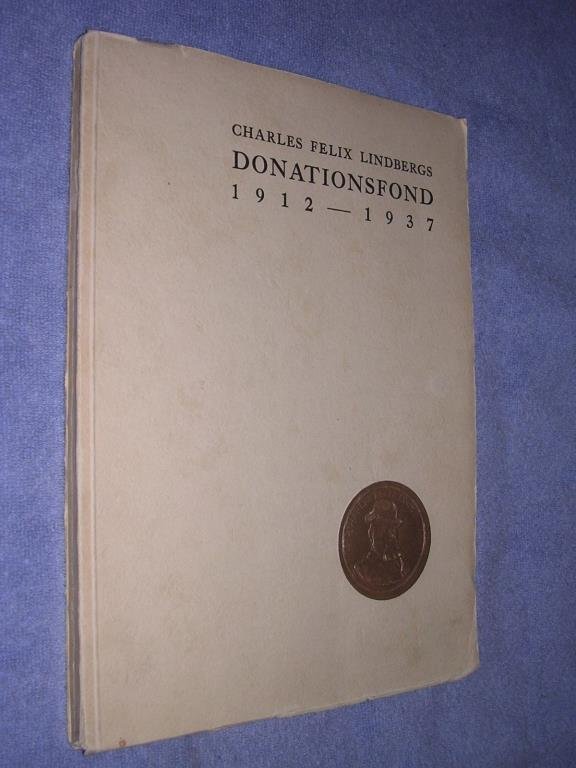 CHARLES FELIX LINDBERGS
DONATIONSFOND
1912 — 1937